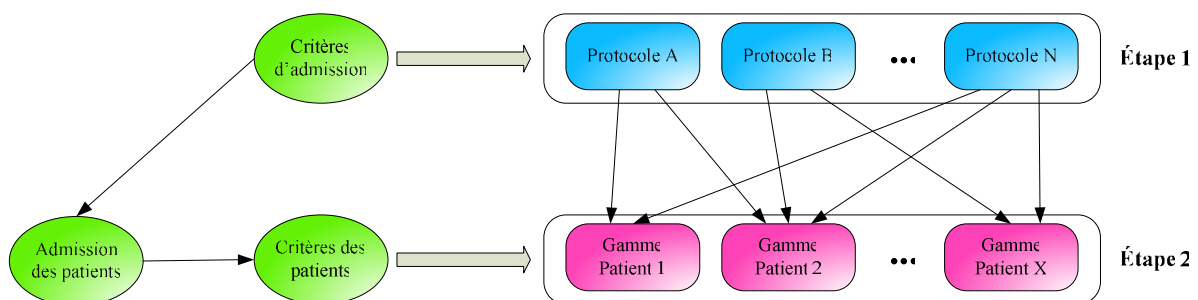 Critères
d'admission
Protocole A
Protocole B
...
Protocole N
Étape 1
Admission
des patients
Critères des
patients
Gamme
Patient 1
Gamme
Patient 2
...
Gamme
Patient X
Étape 2